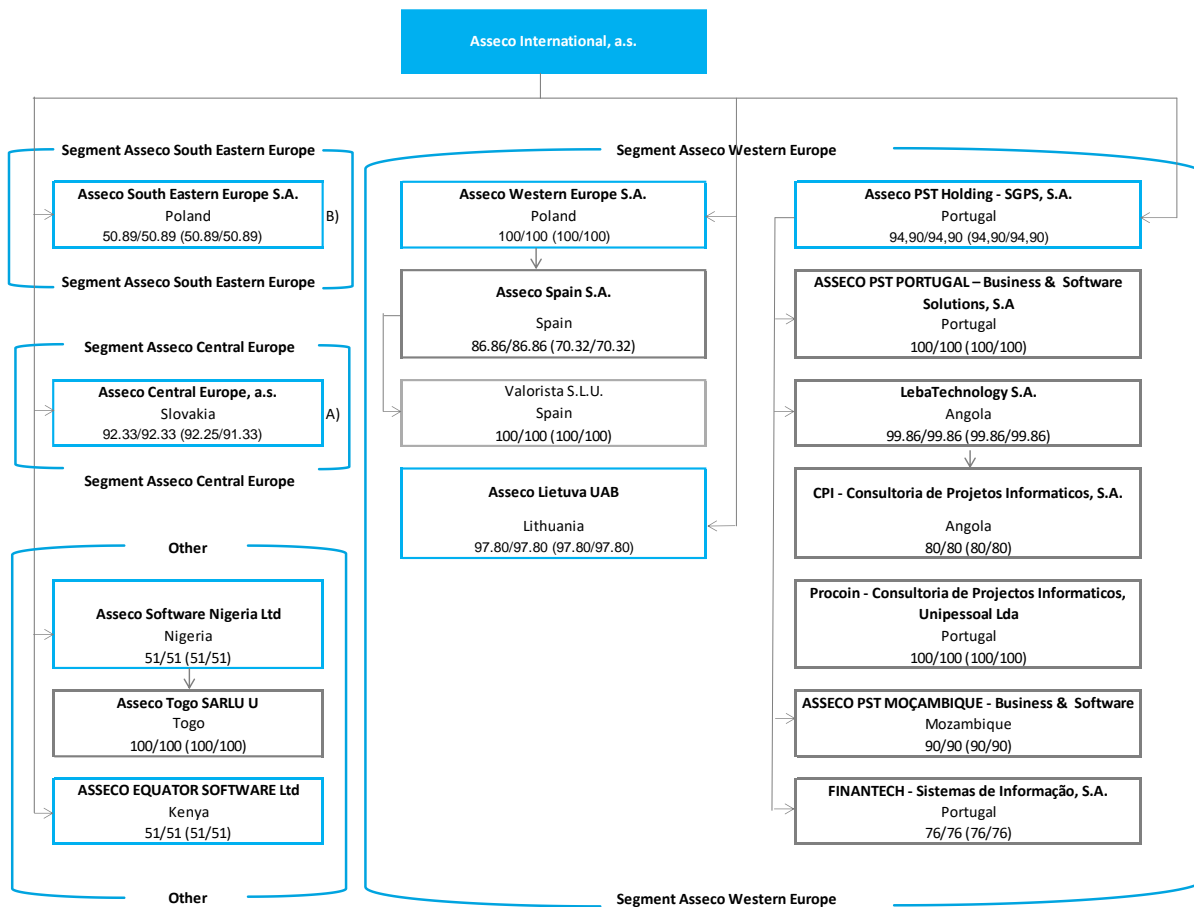 Asseco International, a.s.
Segment Asseco South Eastern Europe
Asseco South Eastern Europe S.A.
Poland
50.89/50.89 (50.89/50.89)
B)
Segment Asseco South Eastern Europe
Segment Asseco Central Europe
Asseco Central Europe, a.s.
Slovakia
92.33/92.33 (92.25/91.33)
A)
Segment Asseco Central Europe
Other
Asseco Software Nigeria Ltd
Nigeria
51/51 (51/51)
Asseco Togo SARLU U
Togo
100/100 (100/100)
ASSECO EQUATOR SOFTWARE Ltd
Kenya
51/51 (51/51)
Other
Segment Asseco Western Europe
Asseco Western Europe S.A.
Poland
100/100 (100/100)
Asseco Spain S.A.
Spain
86.86/86.86 (70.32/70.32)
Valorista S.L.U.
Spain
100/100 (100/100)
Asseco Lietuva UAB
Lithuania
97.80/97.80 (97.80/97.80)
Asseco PST Holding - SGPS, S.A.
Portugal
94,90/94,90 (94,90/94,90)
ASSECO PST PORTUGAL – Business & Software
Solutions, S.A
Portugal
100/100 (100/100)
LebaTechnology S.A.
Angola
99.86/99.86 (99.86/99.86)
CPI - Consultoria de Projetos Informaticos, S.A.
Angola
80/80 (80/80)
Procoin - Consultoria de Projectos Informaticos,
Unipessoal Lda
Portugal
100/100 (100/100)
ASSECO PST MOÇAMBIQUE - Business & Software
Mozambique
90/90 (90/90)
FINANTECH - Sistemas de Informação, S.A.
Portugal
76/76 (76/76)
Segment Asseco Western Europe